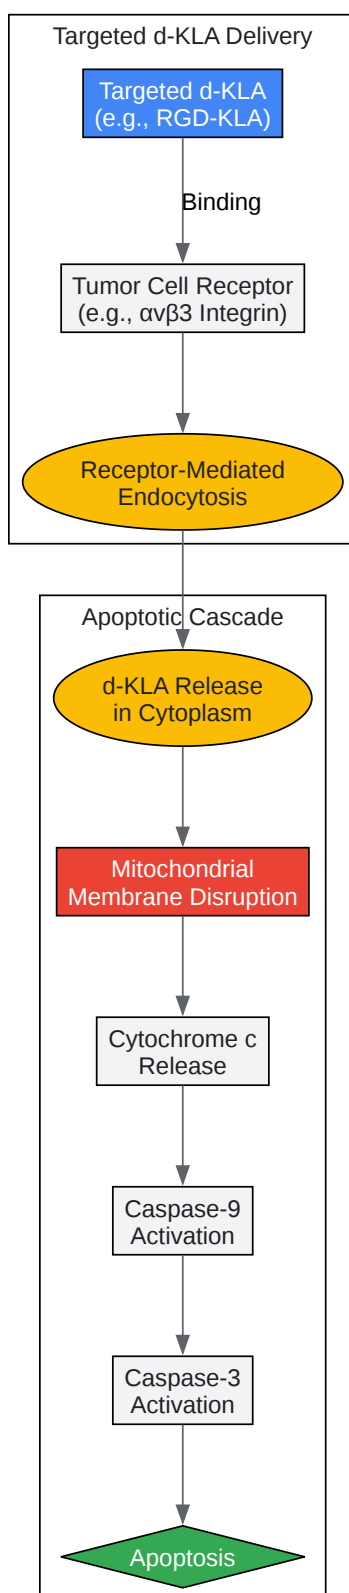 Targeted d-KLA Delivery
Targeted d-KLA
(e.g., RGD-KLA)
Binding
Tumor Cell Receptor
(e.g., αvβ3 Integrin)
Receptor-Mediated
Endocytosis
Apoptotic Cascade
d-KLA Release
in Cytoplasm
Mitochondrial
Membrane Disruption
Cytochrome c
Release
Caspase-9
Activation
Caspase-3
Activation
Apoptosis